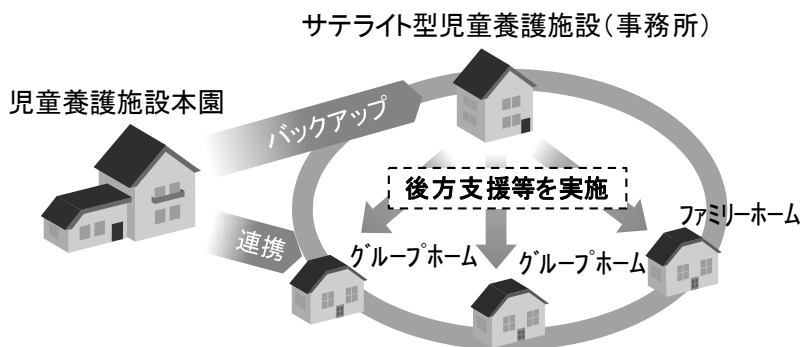 サテライト型児童養護施設（事務所）
児童養護施設本園
バックアップ
後方支援等を実施
ファミリーホーム
連携
グループホーム
グループホーム